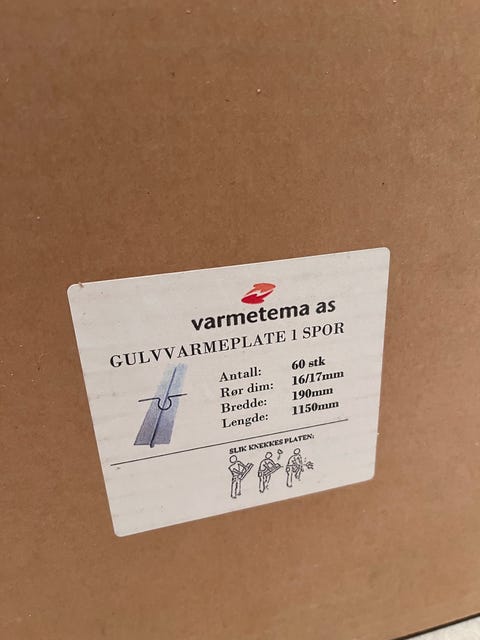 varmetema as
GULVVARMEPLATE 1 SPOR
Antall: 60 stk
Rør dim: 16/17mm
Bredde: 190mm
Lengde: 1150mm
SLIK KNEKKES PLATEN: